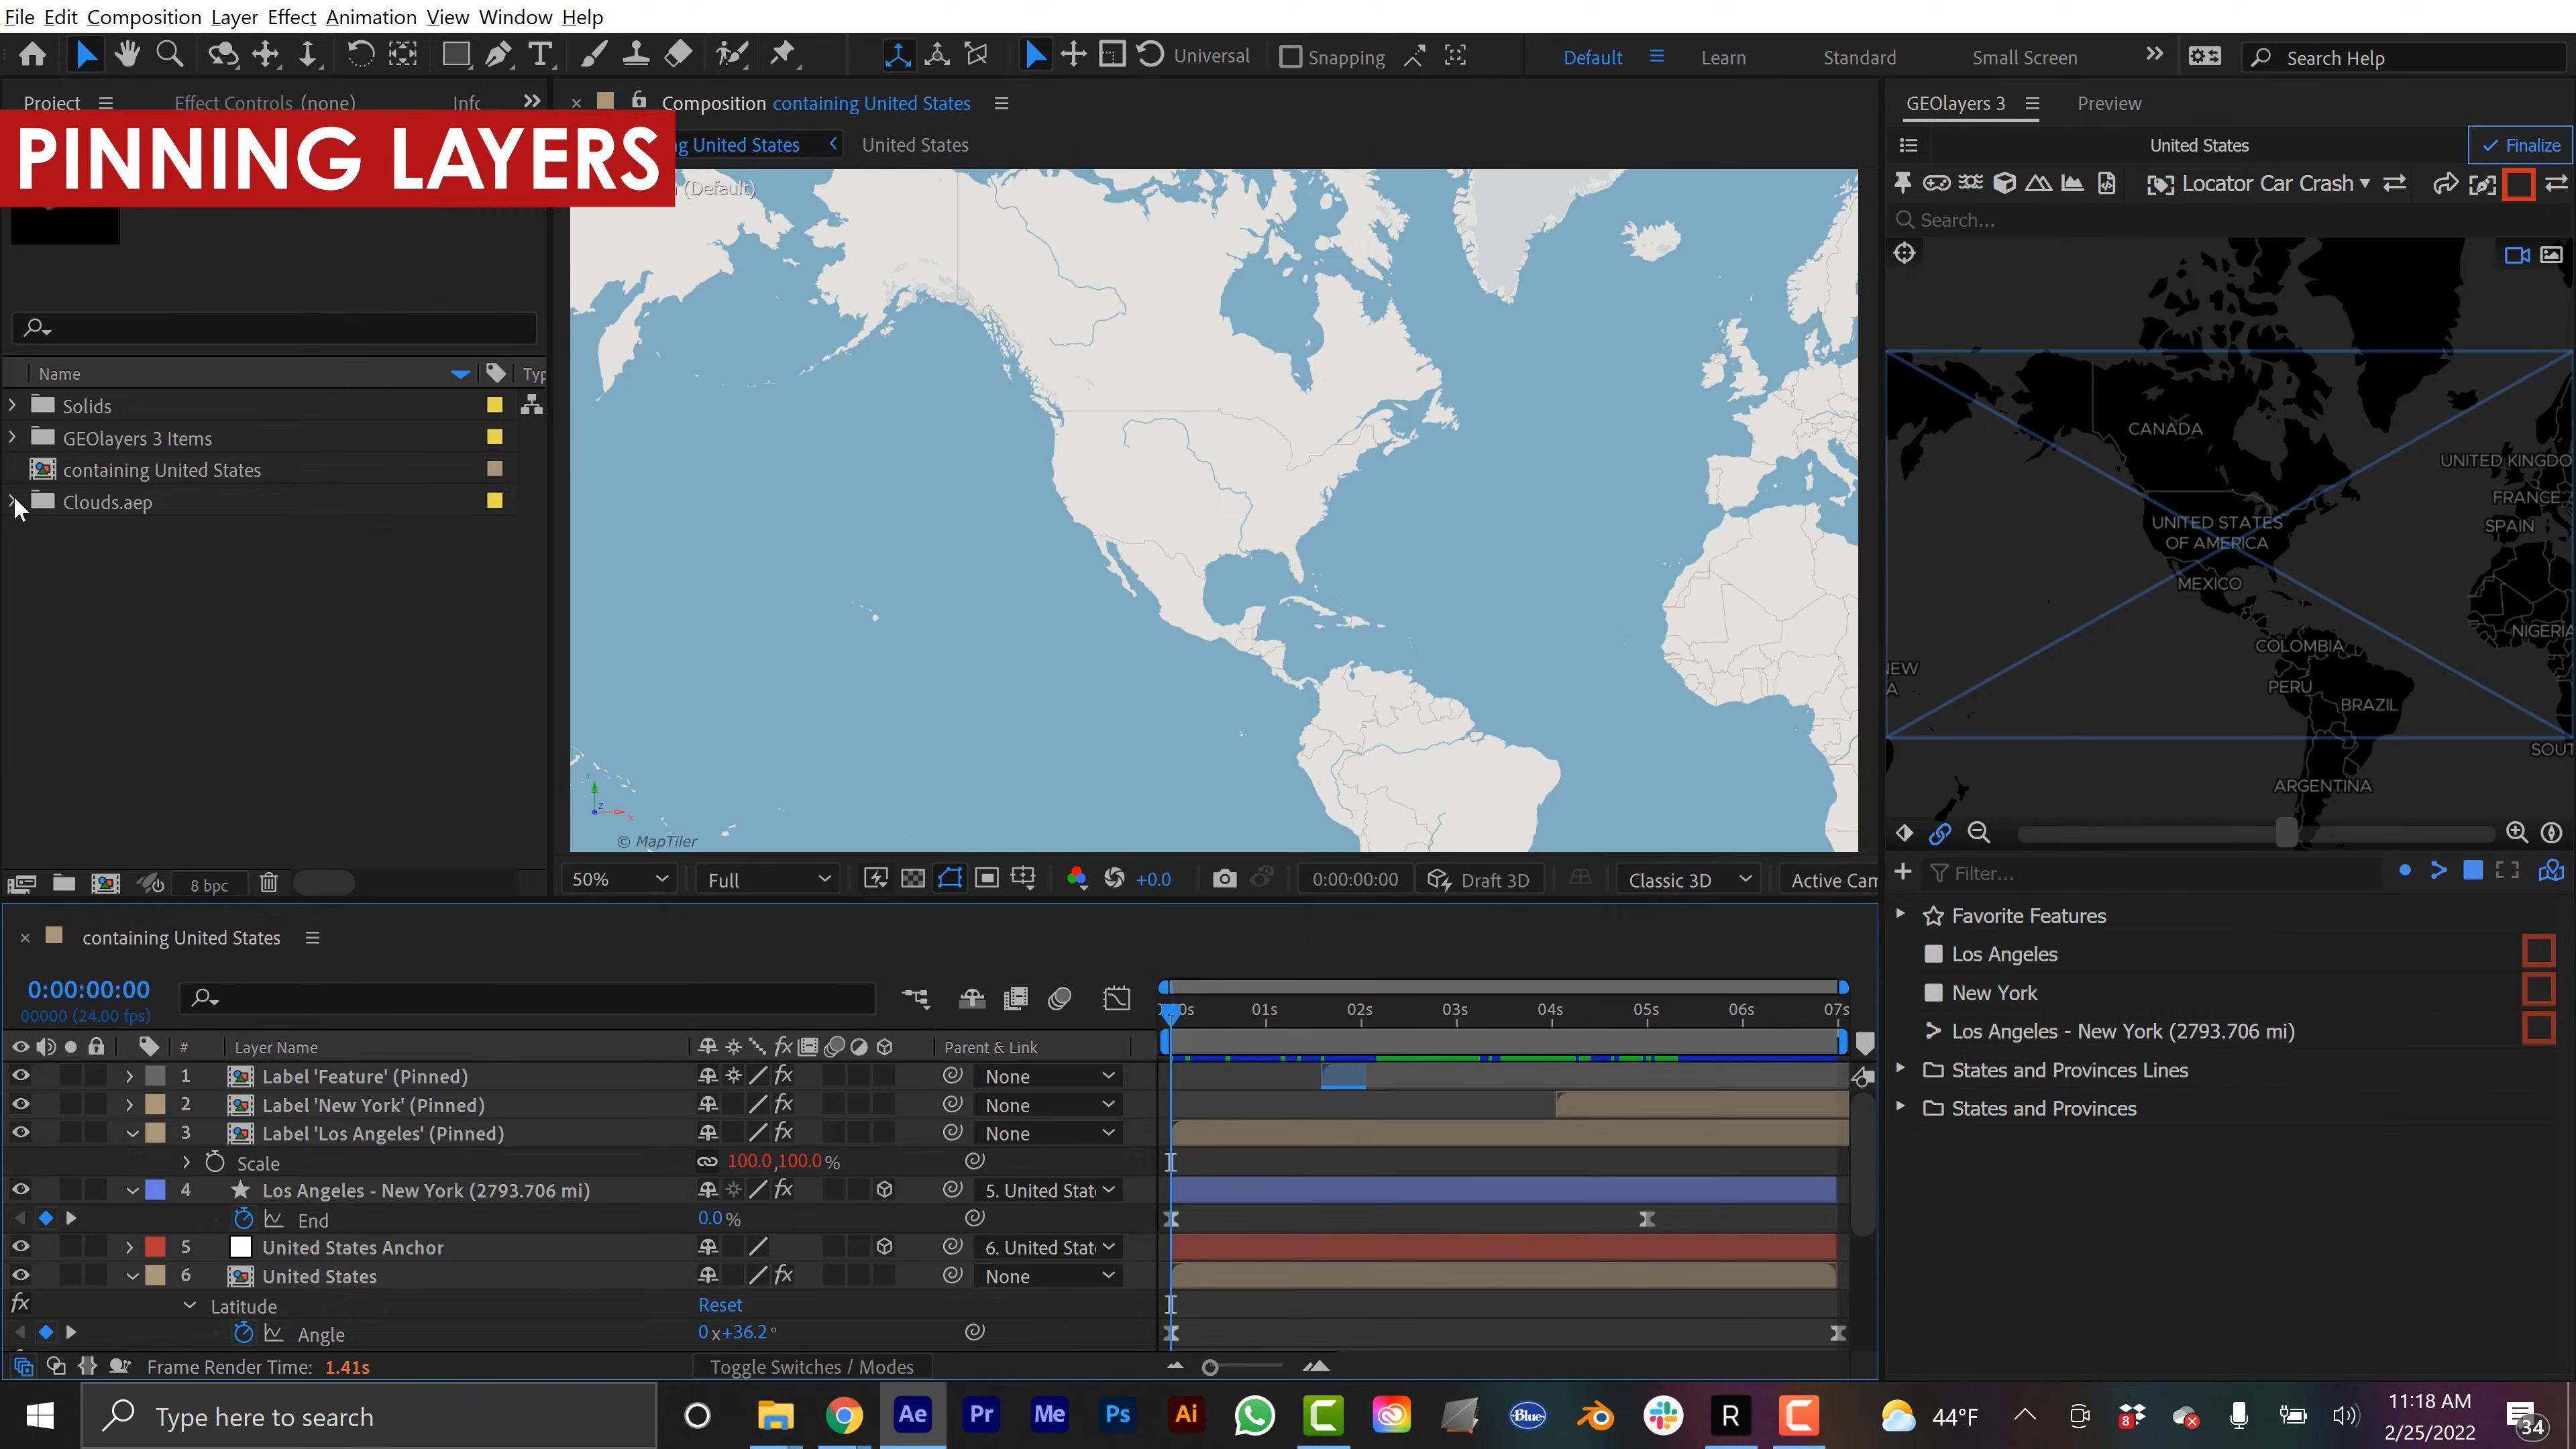 File Edit Composition Layer Effect Animation View Window Help
Universal Snapping Default Learn Standard Small Screen Search Help
Project Effect Controls (none) Composition containing United States GEOlayers 3 Preview
PINNING LAYERS
ng United States United States
United States Finalize
(Default)
Locator Car Crash
Search...
Name
Solids
GEOlayers 3 Items
containing United States
Clouds.aep
© MapTiler
CANADA
UNITED KINGDO
FRANCE
SPAIN
UNITED STATES
OF AMERICA
MEXICO
NIGERIA
COLOMBIA
PERU
BRAZIL
ARGENTINA
8 bpc
50% Full +0.0 0:00:00:00 Draft 3D Classic 3D Active Cam
Filter...
Favorite Features
Los Angeles
New York
Los Angeles - New York (2793.706 mi)
States and Provinces Lines
States and Provinces
containing United States
0:00:00:00
00000 (24.00 fps)
01s 02s 03s 04s 05s 06s 07s
# Layer Name Parent & Link
1 Label 'Feature' (Pinned) None
2 Label 'New York' (Pinned) None
3 Label 'Los Angeles' (Pinned) None
Scale 100.0,100.0%
4 Los Angeles - New York (2793.706 mi) 5. United Stat
End 0.0%
5 United States Anchor 6. United Stat
6 United States None
Latitude Reset
Angle 0x+36.2°
Frame Render Time: 1.41s Toggle Switches / Modes
Type here to search Ae Pr Me Ps Ai Blue R 8 44°F
11:18 AM
2/25/2022
34